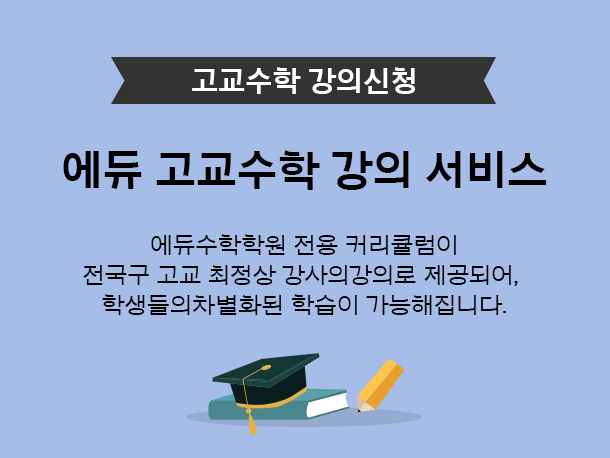 고교수학 강의신청
에듀 고교수학 강의 서비스
에듀수학학원 전용 커리큘럼이
전국구 고교 최정상 강사의강의로 제공되어,
학생들의차별화된 학습이 가능해집니다.